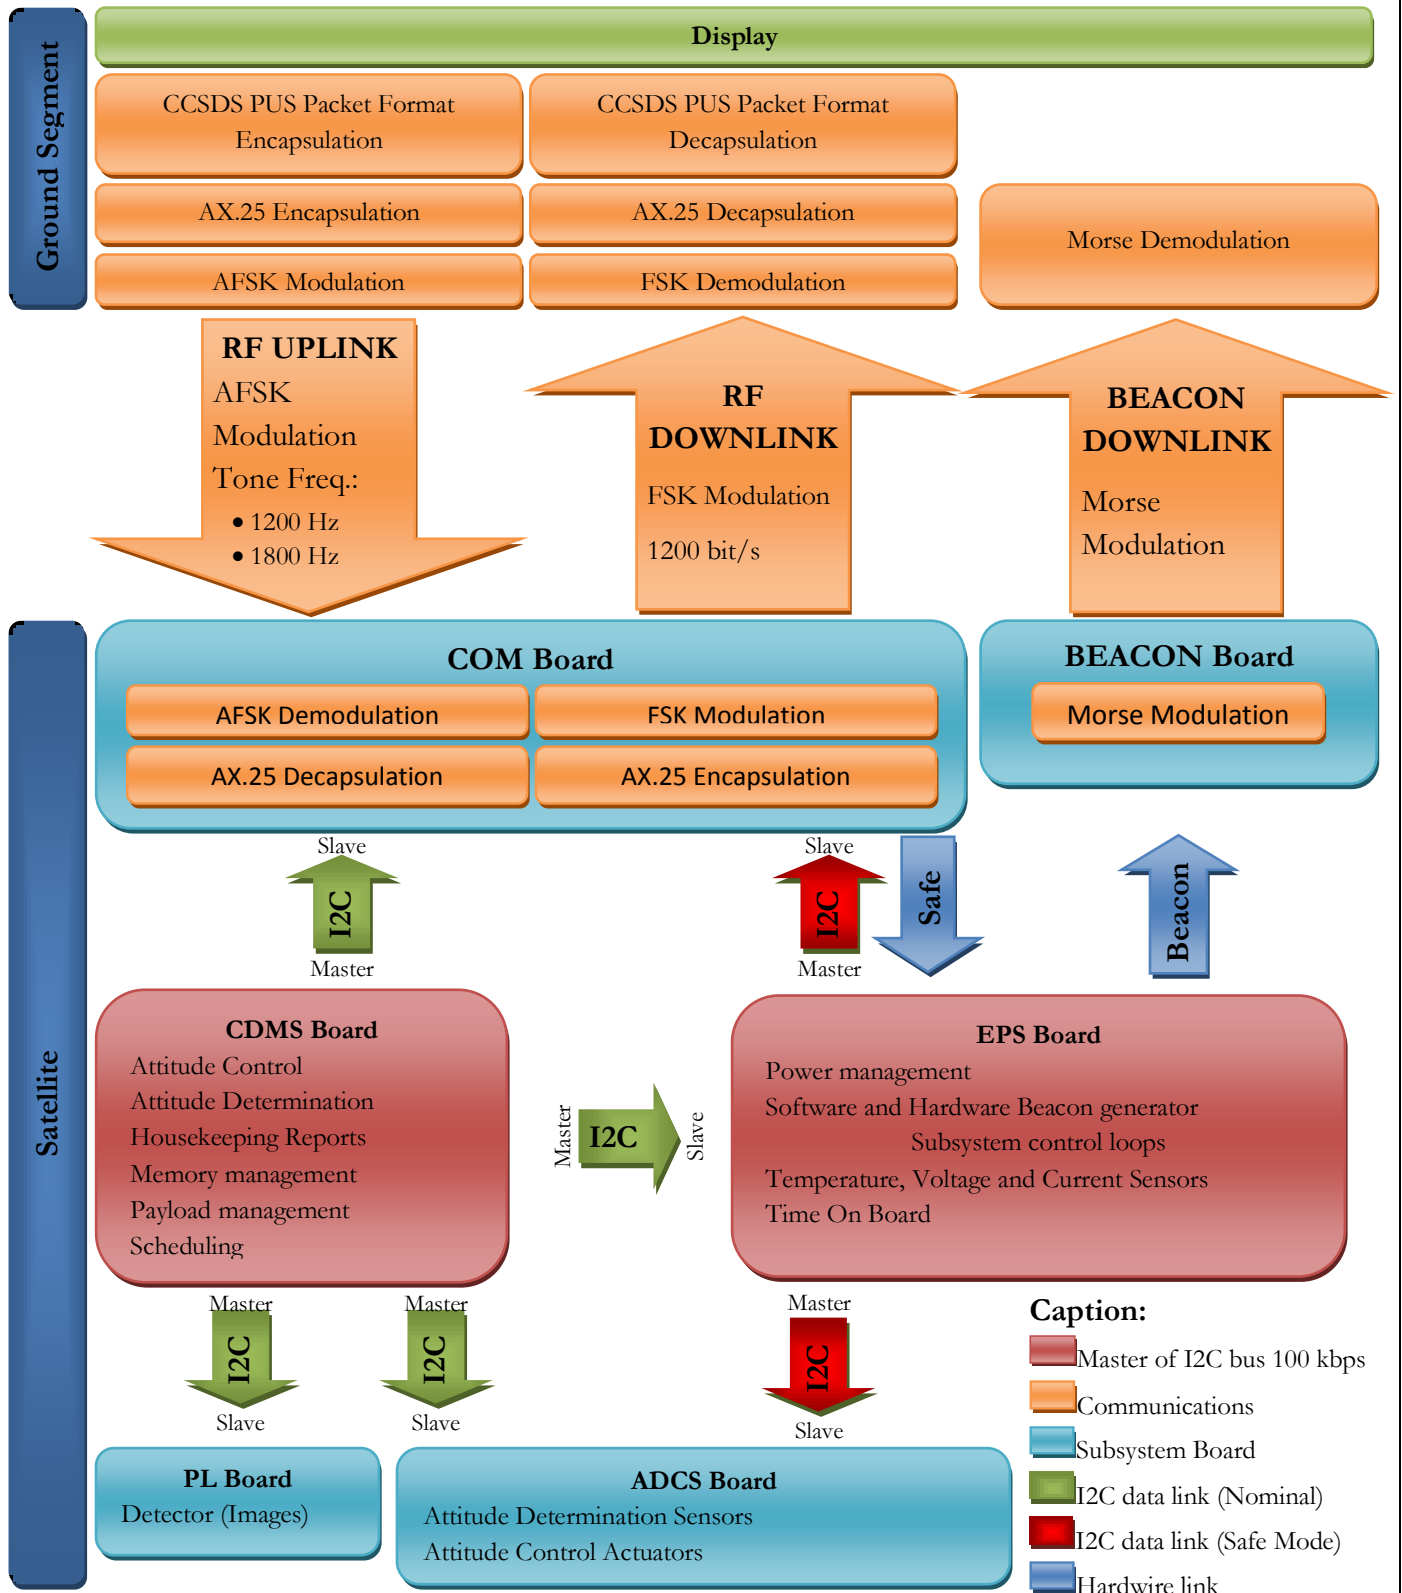 Ground Segment
Display
CCSDS PUS Packet Format
Encapsulation
CCSDS PUS Packet Format
Decapsulation
AX.25 Encapsulation
AX.25 Decapsulation
Morse Demodulation
AFSK Modulation
FSK Demodulation
RF UPLINK
AFSK
Modulation
Tone Freq.:
• 1200 Hz
• 1800 Hz
RF
DOWNLINK
FSK Modulation
1200 bit/s
BEACON
DOWNLINK
Morse
Modulation
Satellite
COM Board
AFSK Demodulation
FSK Modulation
AX.25 Decapsulation
AX.25 Encapsulation
BEACON Board
Morse Modulation
Slave
I2C
Master
Slave
I2C
Master
Safe
Beacon
CDMS Board
Attitude Control
Attitude Determination
Housekeeping Reports
Memory management
Payload management
Scheduling
Master
I2C
Slave
EPS Board
Power management
Software and Hardware Beacon generator
Subsystem control loops
Temperature, Voltage and Current Sensors
Time On Board
Master
I2C
Slave
Master
I2C
Slave
Master
I2C
Slave
PL Board
Detector (Images)
ADCS Board
Attitude Determination Sensors
Attitude Control Actuators
Caption:
Master of I2C bus 100 kbps
Communications
Subsystem Board
I2C data link (Nominal)
I2C data link (Safe Mode)
Hardwire link